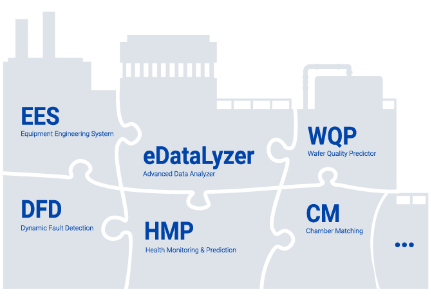 EES
Equipment Engineering System
eDataLyzer
Advanced Data Analyzer
WQP
Wafer Quality Predictor
DFD
Dynamic Fault Detection
HMP
Health Monitoring & Prediction
CM
Chamber Matching
•••